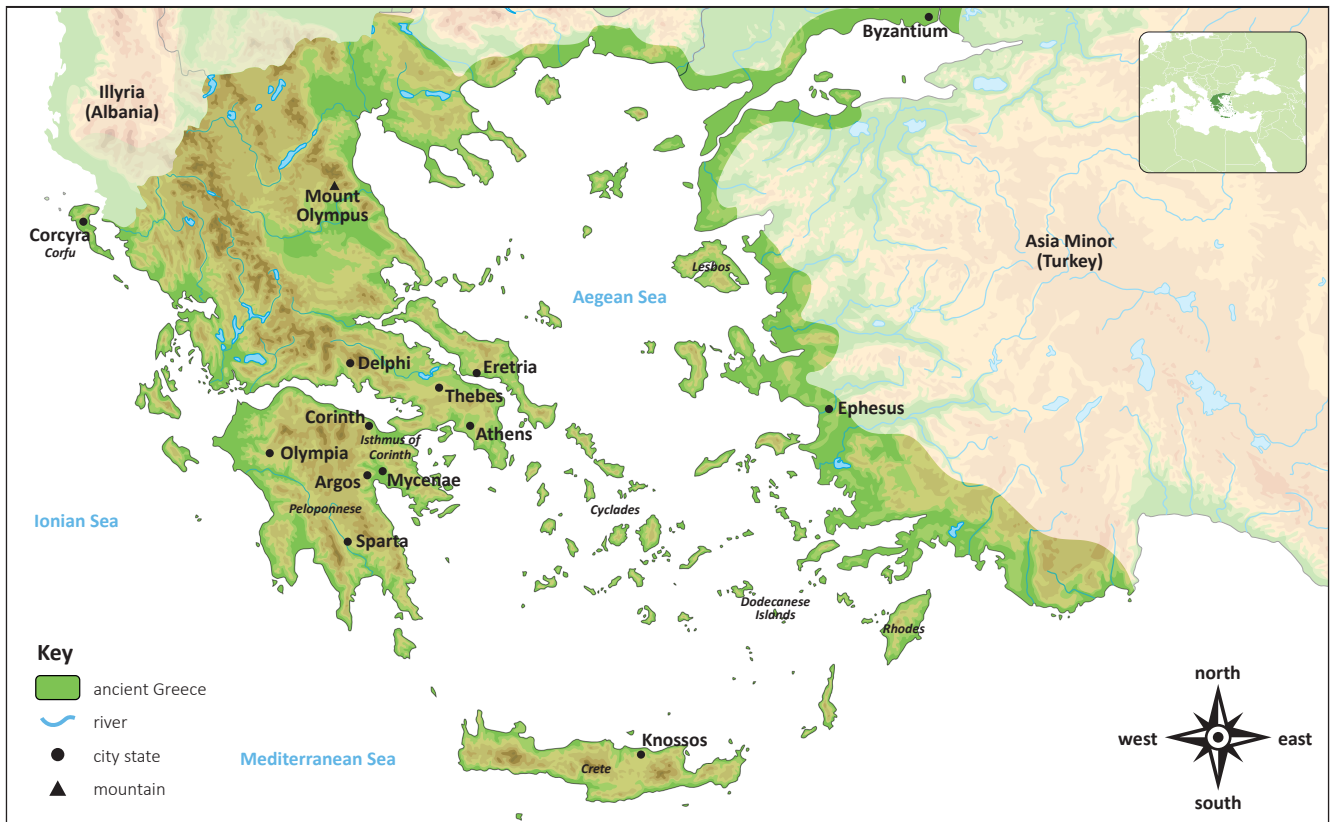 Byzantium
Illyria
(Albania)
Mount
Olympus
Corcyra
Corfu
Asia Minor
(Turkey)
Lesbos
Aegean Sea
Delphi
Eretria
Thebes
Ephesus
Corinth
Athens
Isthmus of
Corinth
Olympia
Argos
Mycenae
Peloponnese
Cyclades
Ionian Sea
Sparta
Dodecanese
Islands
Rhodes
Key
ancient Greece
river
city state
mountain
Mediterranean Sea
Knossos
Crete
north
west
east
south